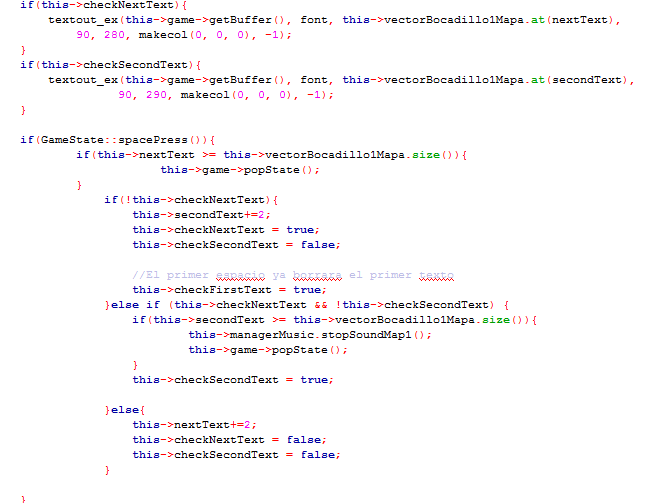 if(this->checkNextText){
textout_ex(this->game->getBuffer(), font, this->vectorBocadillo1Mapa.at(nextText),
90, 280, makecol(0, 0, 0), -1);
}
if(this->checkSecondText){
textout_ex(this->game->getBuffer(), font, this->vectorBocadillo1Mapa.at(secondText),
90, 290, makecol(0, 0, 0), -1);
}
if(GameState::spacePress()){
if(this->nextText >= this->vectorBocadillo1Mapa.size()){
this->game->popState();
}
if(!this->checkNextText){
this->secondText+=2;
this->checkNextText = true;
this->checkSecondText = false;
//El primer espacio ya borrara el primer texto
this->checkFirstText = true;
}else if (this->checkNextText && !this->checkSecondText) {
if(this->secondText >= this->vectorBocadillo1Mapa.size()){
this->managerMusic.stopSoundMap1();
this->game->popState();
}
this->checkSecondText = true;
}else{
this->nextText+=2;
this->checkNextText = false;
this->checkSecondText = false;
}
}